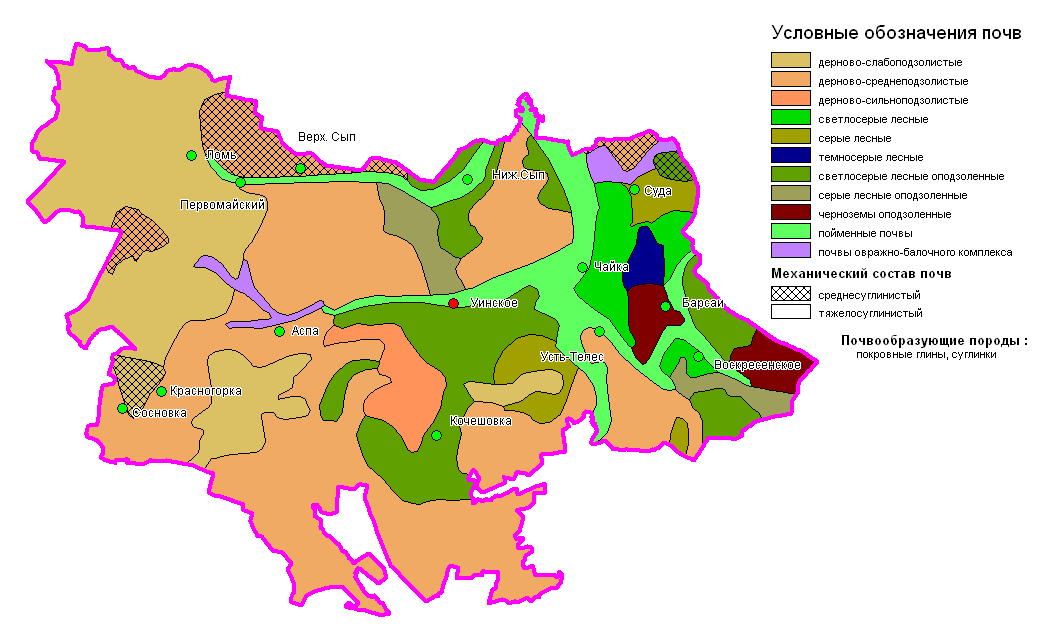 Условные обозначения почв
дерново-слабоподзолистые
дерново-среднеподзолистые
дерново-сильноподзолистые
светлосерые лесные
серые лесные
темносерые лесные
светлосерые лесные оподзоленные
серые лесные оподзоленные
черноземы оподзоленные
пойменные почвы
почвы овражно-балочного комплекса
Механический состав почв
среднесуглинистый
тяжелосуглинистый
Почвообразующие породы :
покровные глины, суглинки
Верх. Сып
Ломь
Ниж.Сып
Суда
Первомайский
Чайка
Уинское
Барсаи
Аспа
Усть-Телес
Воскресенское
Красногорка
Сосновка
Кочешовка